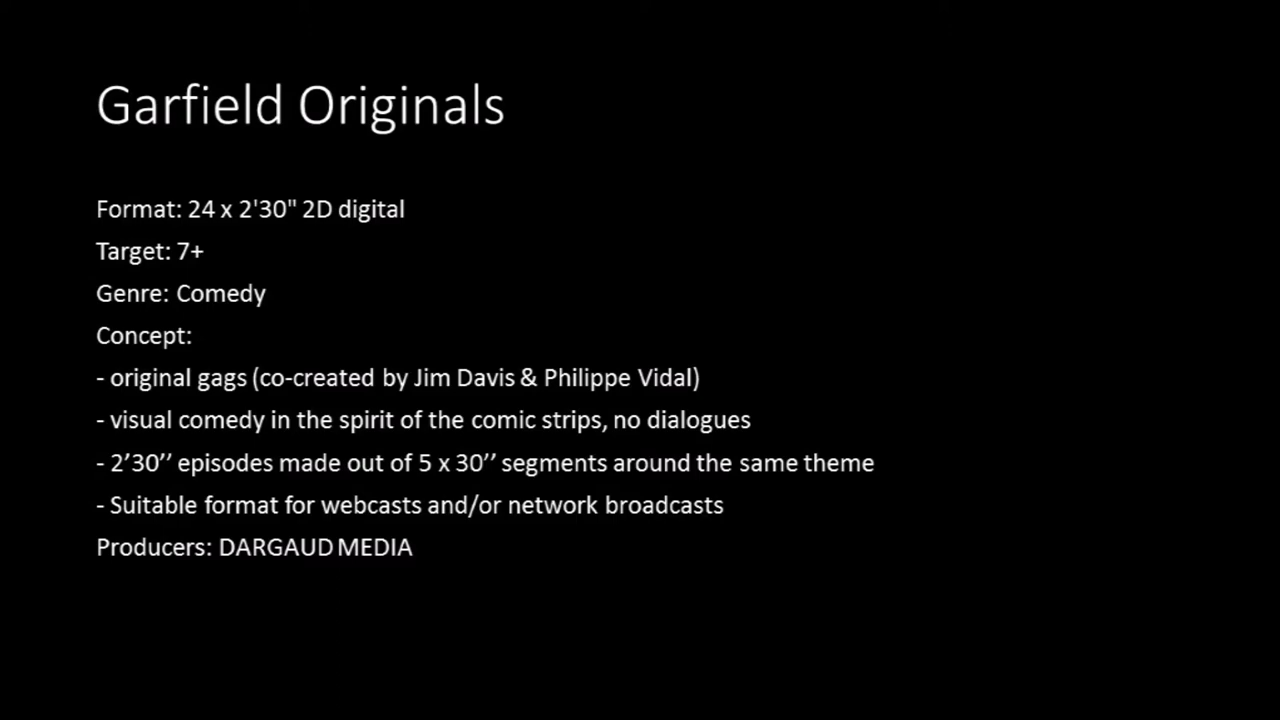 Garfield Originals
Format: 24 x 2'30" 2D digital
Target: 7+
Genre: Comedy
Concept:
- original gags (co-created by Jim Davis & Philippe Vidal)
- visual comedy in the spirit of the comic strips, no dialogues
- 2’30’’ episodes made out of 5 x 30’’ segments around the same theme
- Suitable format for webcasts and/or network broadcasts
Producers: DARGAUD MEDIA